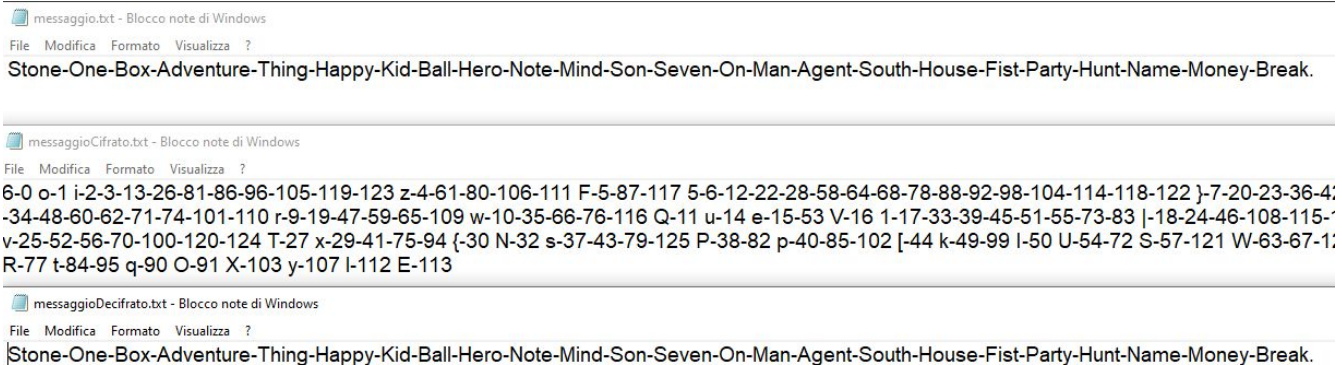 messaggio.txt - Blocco note di Windows
File Modifica Formato Visualizza ?
Stone-One-Box-Adventure-Thing-Happy-Kid-Ball-Hero-Note-Mind-Son-Seven-On-Man-Agent-South-House-Fist-Party-Hunt-Name-Money-Break.
messaggioCifrato.txt - Blocco note di Windows
File Modifica Formato Visualizza ?
6-0 o-1 i-2-3-13-26-81-86-96-105-119-123 z-4-61-80-106-111 F-5-87-117 5-6-12-22-28-58-64-68-78-88-92-98-104-114-118-122 }-7-20-23-36-42
-34-48-60-62-71-74-101-110 r-9-19-47-59-65-109 w-10-35-66-76-116 Q-11 u-14 e-15-53 V-16 1-17-33-39-45-51-55-73-83 |-18-24-46-108-115-
v-25-52-56-70-100-120-124 T-27 x-29-41-75-94 {-30 N-32 s-37-43-79-125 P-38-82 p-40-85-102 [-44 k-49-99 I-50 U-54-72 S-57-121 W-63-67-12
R-77 t-84-95 q-90 O-91 X-103 y-107 l-112 E-113
messaggioDecifrato.txt - Blocco note di Windows
File Modifica Formato Visualizza ?
Stone-One-Box-Adventure-Thing-Happy-Kid-Ball-Hero-Note-Mind-Son-Seven-On-Man-Agent-South-House-Fist-Party-Hunt-Name-Money-Break.